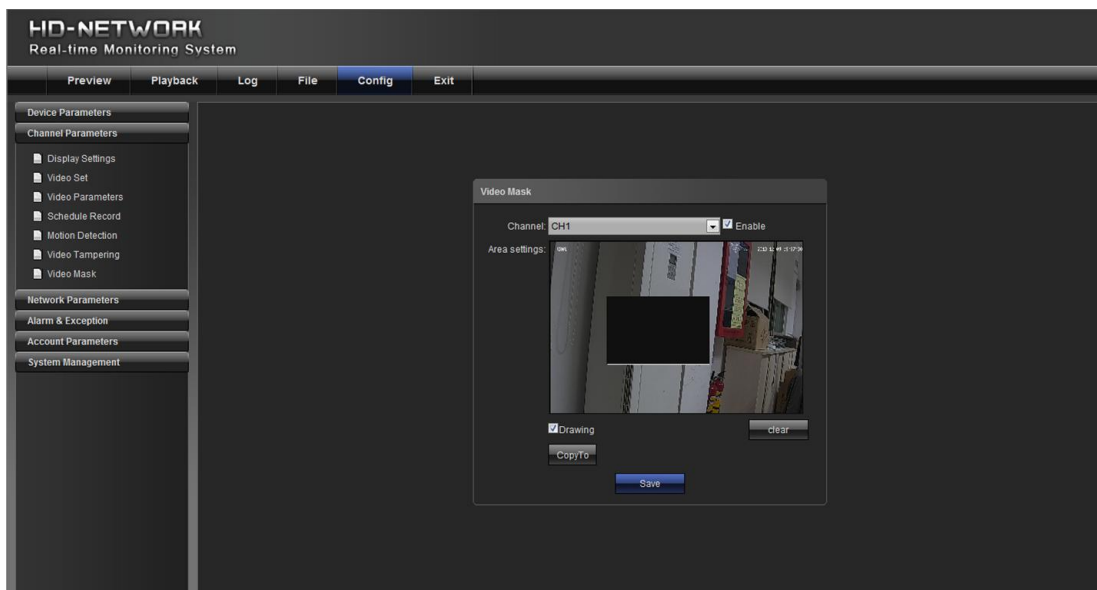 HD-NETWORK
Real-time Monitoring System
Preview Playback Log File Config Exit
Device Parameters
Channel Parameters
Display Settings
Video Set
Video Parameters
Schedule Record
Motion Detection
Video Tampering
Video Mask
Network Parameters
Alarm & Exception
Account Parameters
System Management
Video Mask
Channel: CH1 Enable
Area settings:
Drawing clear
CopyTo
Save